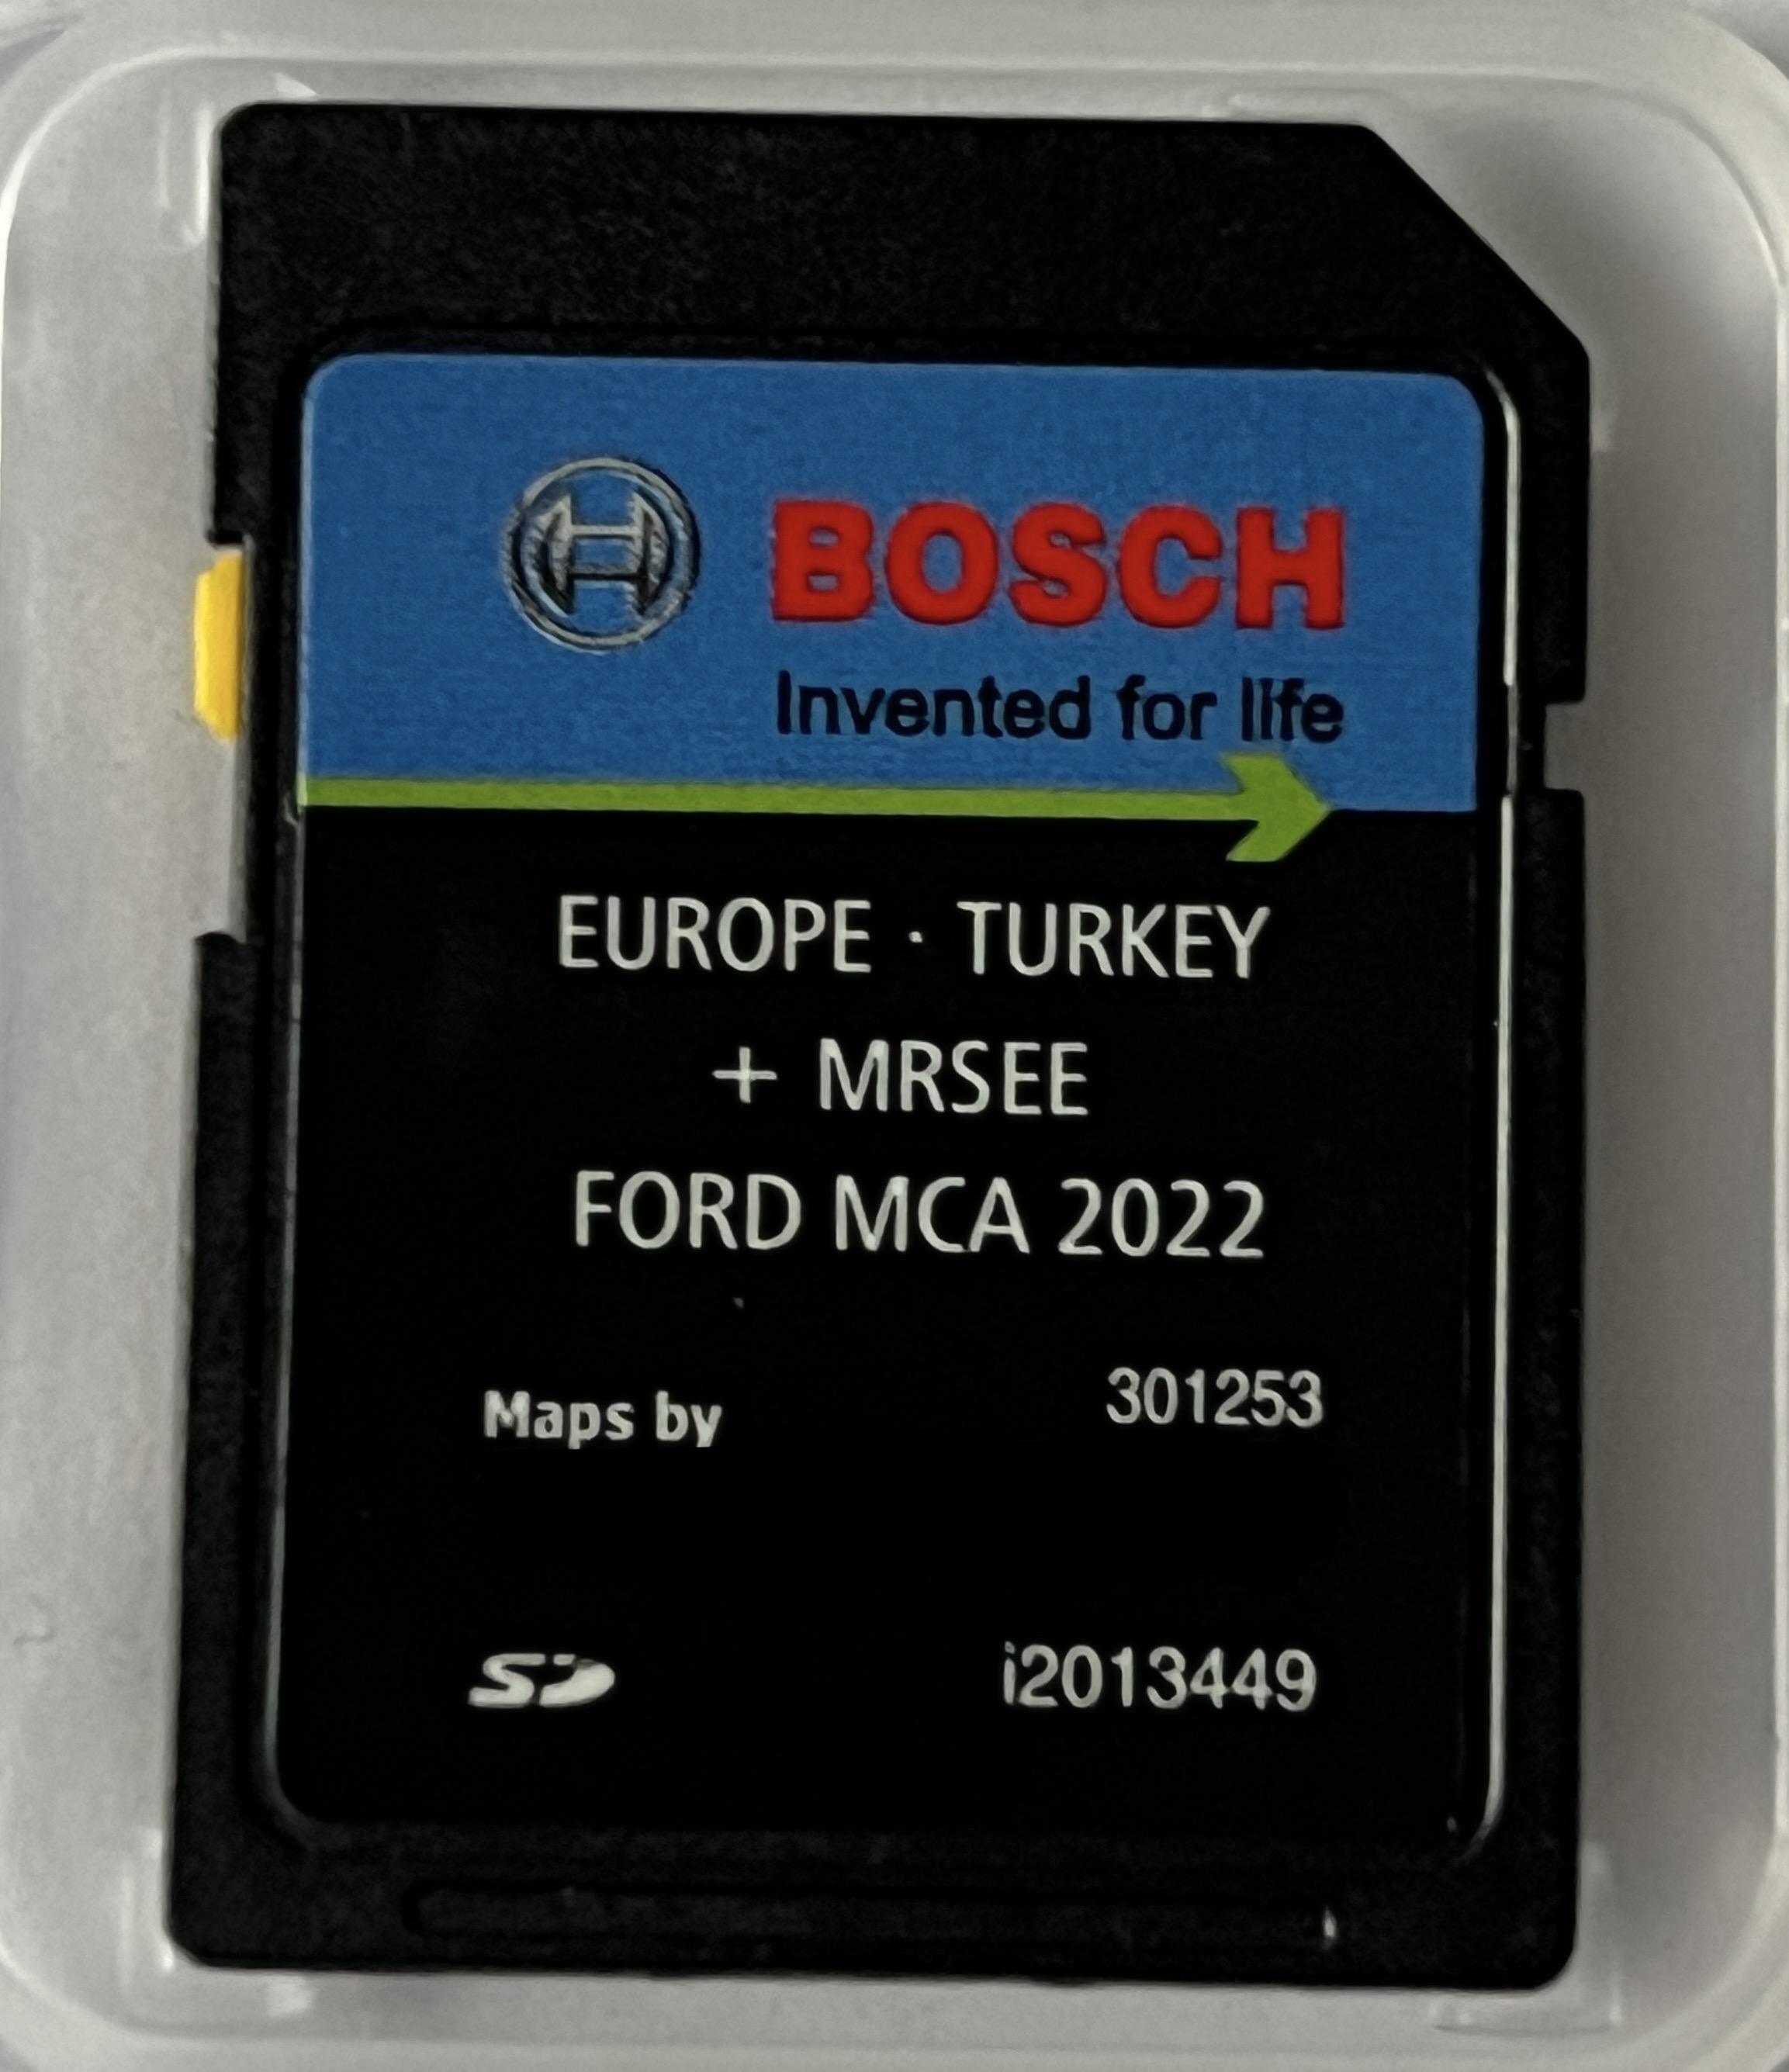 BOSCH
Invented for life
EUROPE · TURKEY
+ MRSEE
FORD MCA 2022
Maps by
301253
SD
i2013449